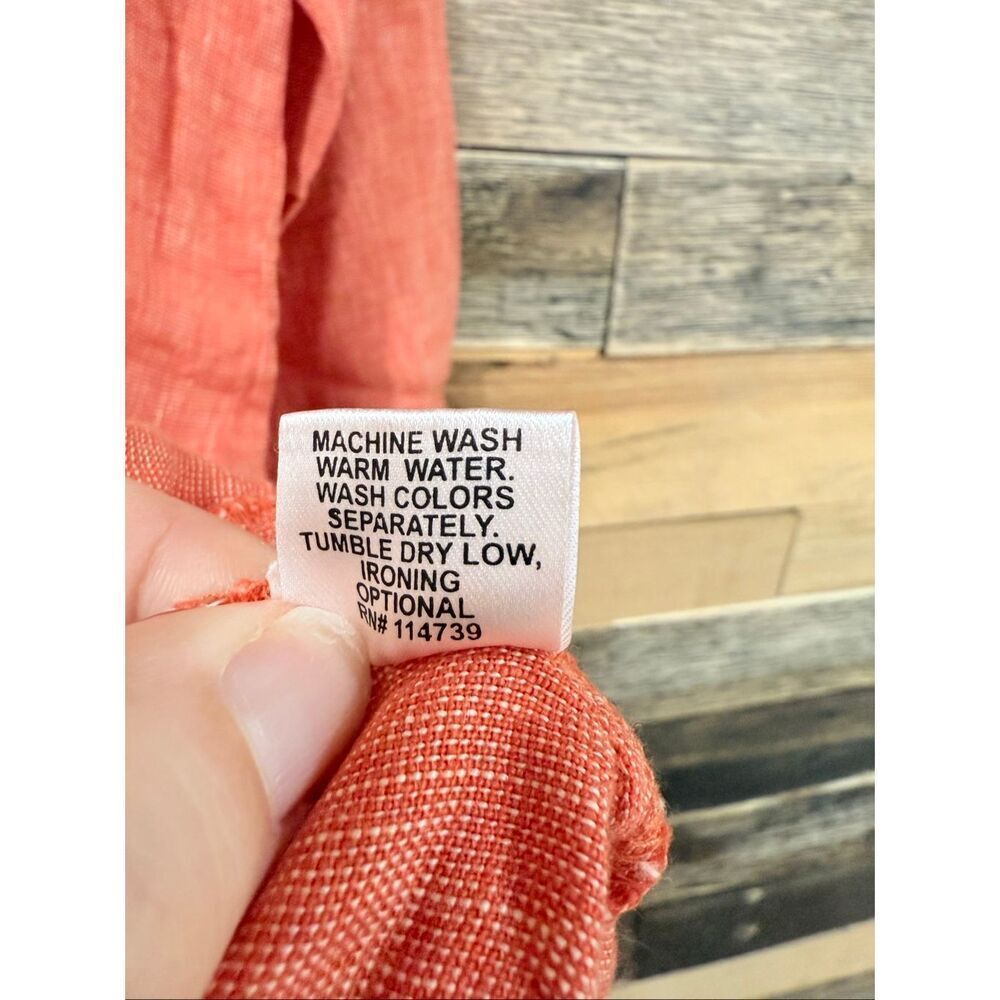 MACHINE WASH
WARM WATER.
WASH COLORS
SEPARATELY.
TUMBLE DRY LOW,
IRONING
OPTIONAL
RN# 114739